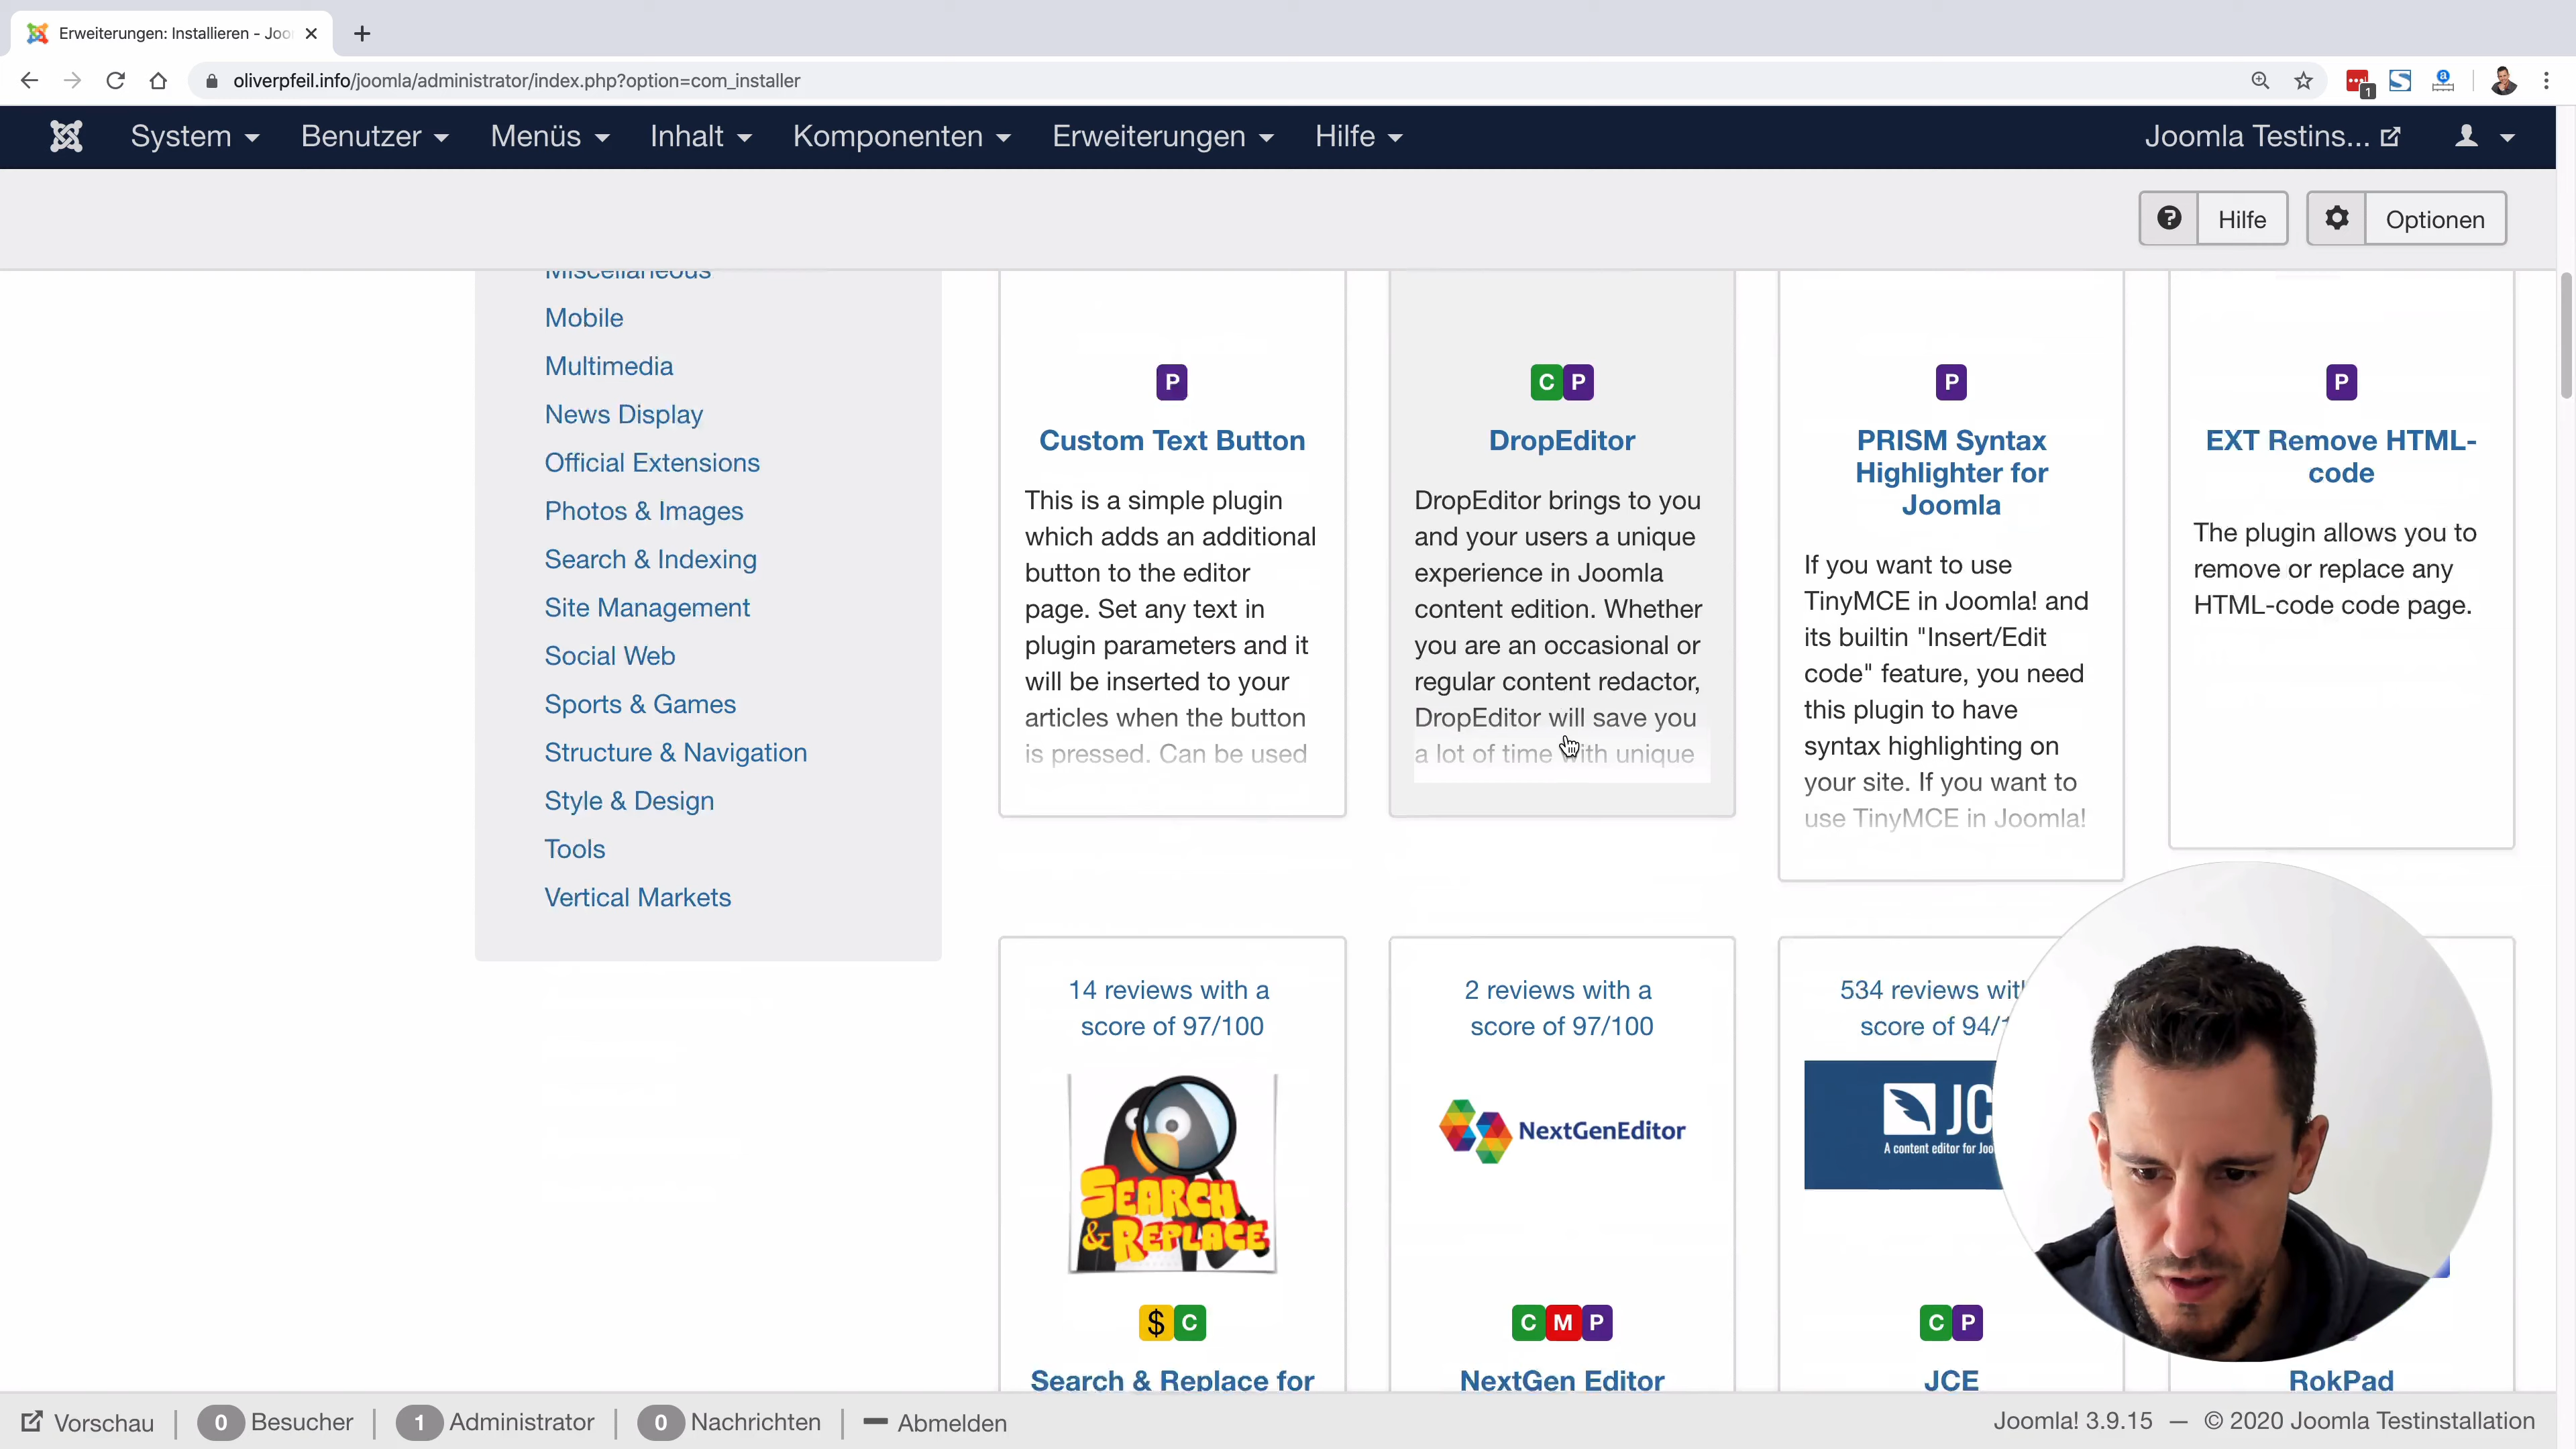 Erweiterungen: Installieren - Joo
oliverpfeil.info/joomla/administrator/index.php?option=com_installer
1
System
Benutzer
Menüs
Inhalt
Komponenten
Erweiterungen
Hilfe
Joomla Testins...
Hilfe
Optionen
Miscellaneous
Mobile
Multimedia
News Display
Official Extensions
Photos & Images
Search & Indexing
Site Management
Social Web
Sports & Games
Structure & Navigation
Style & Design
Tools
Vertical Markets
P
Custom Text Button
This is a simple plugin
which adds an additional
button to the editor
page. Set any text in
plugin parameters and it
will be inserted to your
articles when the button
is pressed. Can be used
C P
DropEditor
DropEditor brings to you
and your users a unique
experience in Joomla
content edition. Whether
you are an occasional or
regular content redactor,
DropEditor will save you
a lot of time with unique
P
PRISM Syntax
Highlighter for
Joomla
If you want to use
TinyMCE in Joomla! and
its builtin "Insert/Edit
code" feature, you need
this plugin to have
syntax highlighting on
your site. If you want to
use TinyMCE in Joomla!
P
EXT Remove HTML-
code
The plugin allows you to
remove or replace any
HTML-code code page.
14 reviews with a
score of 97/100
SEARCH
& REPLACE
$ C
Search & Replace for
2 reviews with a
score of 97/100
NextGenEditor
C M P
NextGen Editor
534 reviews with
score of 94/1
JC
A content editor for Joo
C P
JCE
RokPad
Vorschau
0 Besucher
1 Administrator
0 Nachrichten
Abmelden
Joomla! 3.9.15 — © 2020 Joomla Testinstallation